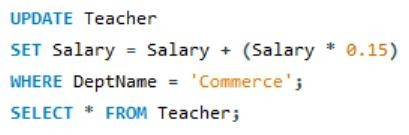 UPDATE Teacher
SET Salary = Salary + (Salary * 0.15)
WHERE DeptName = 'Commerce';
SELECT * FROM Teacher;